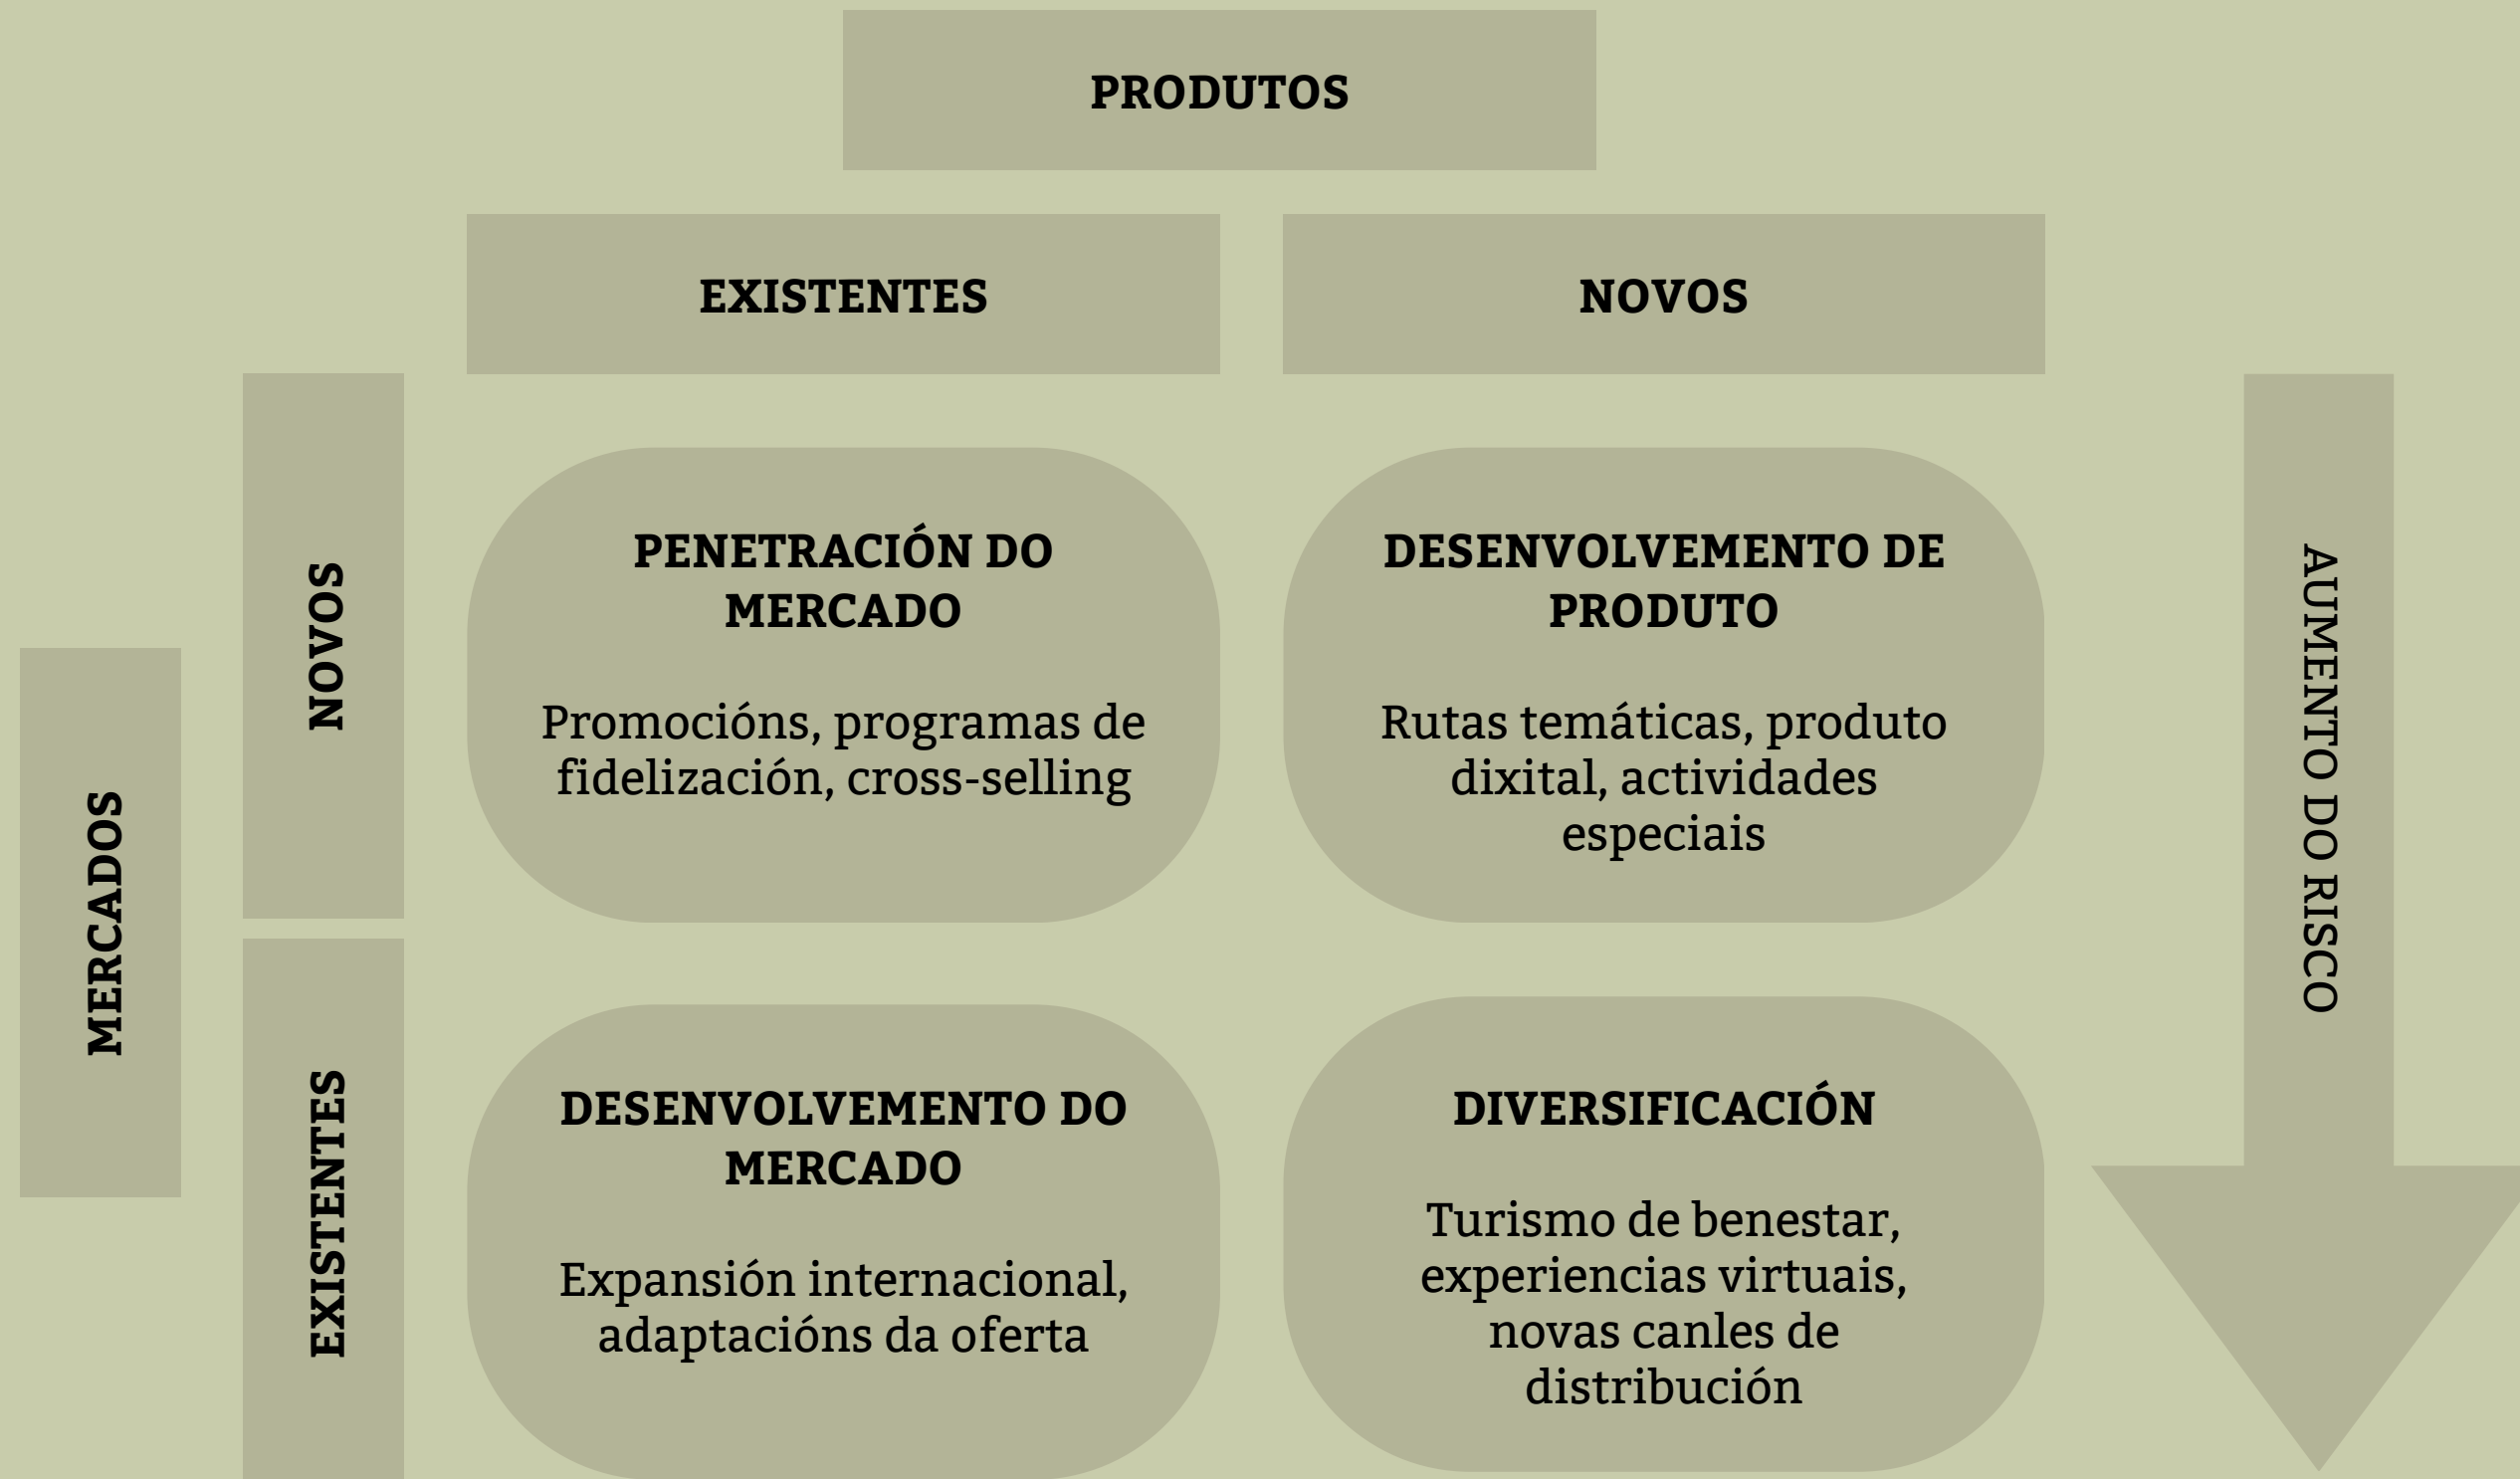 PRODUTOS
EXISTENTES
NOVOS
MERCADOS
NOVOS
PENETRACIÓN DO
MERCADO
Promocións, programas de
fidelización, cross-selling
DESENVOLVEMENTO DE
PRODUTO
Rutas temáticas, produto
dixital, actividades
especiais
AUMENTO DO RISCO
EXISTENTES
DESENVOLVEMENTO DO
MERCADO
Expansión internacional,
adaptacións da oferta
DIVERSIFICACIÓN
Turismo de benestar,
experiencias virtuais,
novas canles de
distribución